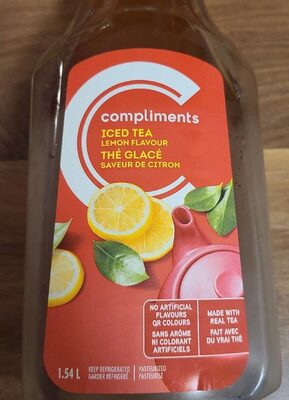 compliments
ICED TEA
LEMON FLAVOUR
THÉ GLACÉ
SAVEUR DE CITRON
NO ARTIFICIAL
FLAVOURS
OR COLOURS
SANS ARÔME
NI COLORANT
ARTIFICIELS
MADE WITH
REAL TEA
FAIT AVEC
DU VRAI THÉ
1.54 L
KEEP REFRIGERATED
GARDER RÉFRIGÉRÉ
PASTEURIZED
PASTEURISÉ